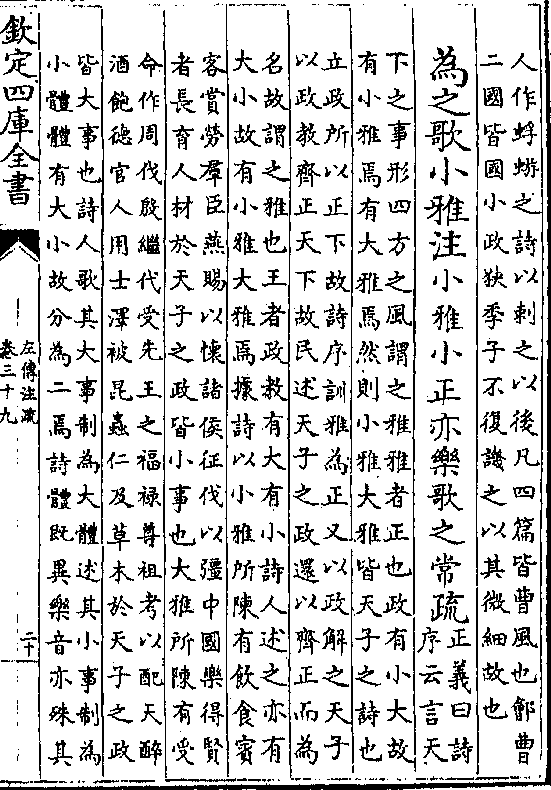 人作蜉蝣之詩以刺之以後凡四篇皆曹風也鄶曹
二國皆國小政狹季子不復譏之以其微細故也
為之歌小雅注小雅小正亦樂歌之常疏
正義曰詩
序云言天
下之事形四方之風謂之雅雅者正也政有小大故
有小雅焉有大雅焉然則小雅大雅皆天子之詩也
立政所以正下故詩序訓雅為正又以政解之天子
以政教齊正天下故民述天子之政還以齊正而為
名故謂之雅也王者政教有大有小詩人述之亦有
大小故有小雅大雅焉據詩以小雅所陳有飲食賓
客賞勞羣臣燕賜以懷諸侯征伐以彊中國樂得賢
者長育人材於天子之政皆小事也大雅所陳有受
命作周伐殷繼代受先王之福祿尊祖考以配天醉
酒飽德官人用士澤被昆蟲仁及草木於天子之政
皆大事也詩人歌其大事制為大體述其小事制為
小體體有大小故分為二焉詩體既異樂音亦殊其
欽定四庫全書
左傳注疏
卷三十九
二十